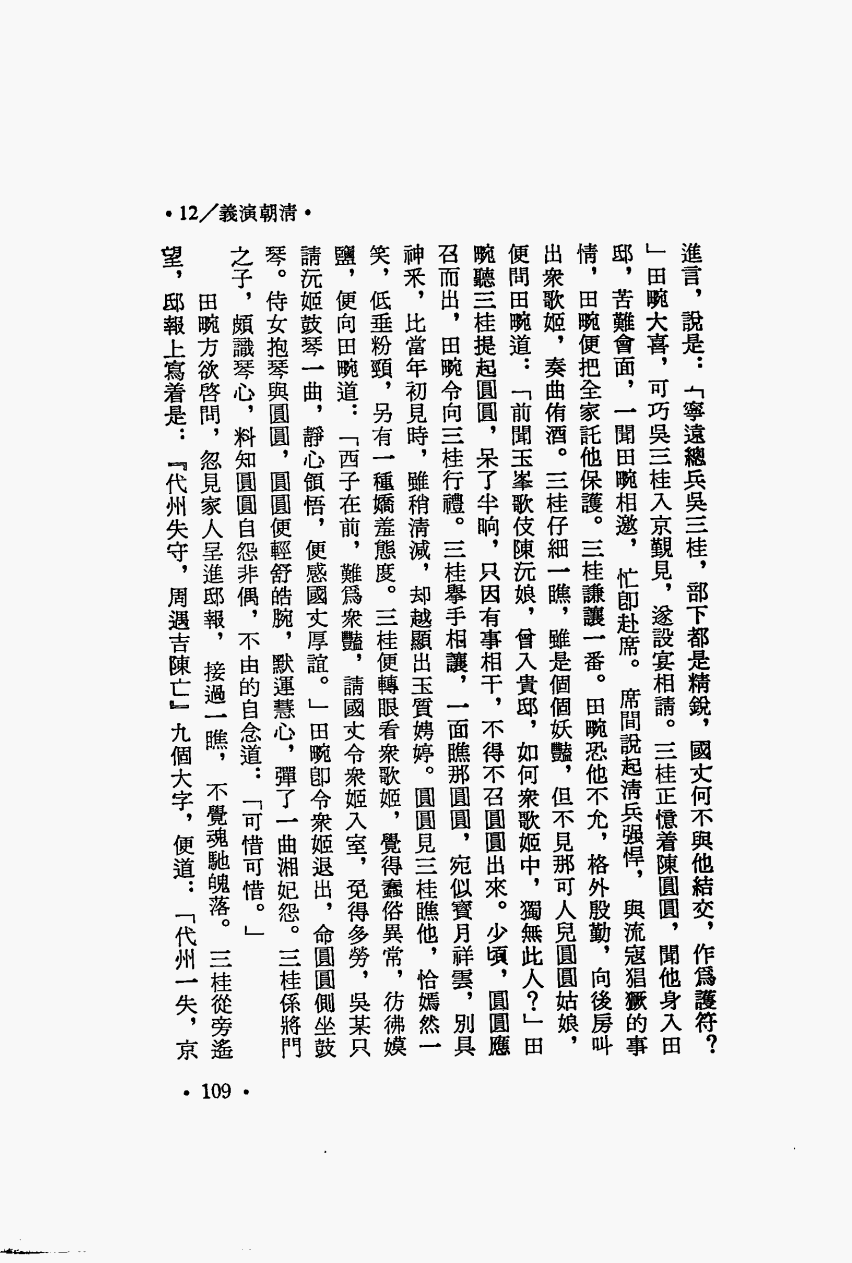 •12/義演朝淸•
進言，說是：「寧遠總兵吳三桂，部下都是精銳，國丈何不與他結交，作爲護符？
」田畹大喜，可巧吳三桂入京覲見，遂設宴相請。三桂正憶着陳圓圓，聞他身入田
邸，苦難會面，一聞田畹相邀，忙卽赴席。席間說起淸兵强悍，與流寇猖獗的事
情，田畹便把全家託他保護。三桂謙讓一番。田畹恐他不允，格外殷勤，向後房叫
出衆歌姬，奏曲侑酒。三桂仔細一瞧，雖是個個妖豔，但不見那可人兒圓圓姑娘，
便問田畹道：「前聞玉峯歌伎陳沅娘，曾入貴邸，如何衆歌姬中，獨無此人？」田
畹聽三桂提起圓圓，呆了半晌，只因有事相干，不得不召圓圓出來。少頃，圓圓應
召而出，田畹令向三桂行禮。三桂擧手相讓，一面瞧那圓圓，宛似寶月祥雲，別具
神釆，比當年初見時，雖稍淸減，却越顯出玉質娉婷。圓圓見三桂瞧他，恰嫣然一
笑，低垂粉頸，另有一種嬌羞態度。三桂便轉眼看衆歌姬，覺得蠢俗異常，彷彿嫫
鹽，便向田畹道：「西子在前，難爲衆豔，請國丈令衆姬入室，免得多勞，吳某只
請沅姬鼓琴一曲，靜心領悟，便感國丈厚誼。」田畹卽令衆姬退出，命圓圓側坐鼓
琴。侍女抱琴與圓圓，圓圓便輕舒皓腕，默運慧心，彈了一曲湘妃怨。三桂係將門
之子，頗識琴心，料知圓圓自怨非偶，不由的自念道：「可惜可惜。」
田畹方欲啓問，忽見家人呈進邸報，接過一瞧，不覺魂馳魄落。三桂從旁遙
望，邸報上寫着是：『代州失守，周遇吉陳亡』九個大字，便道：「代州一失，京
•109•